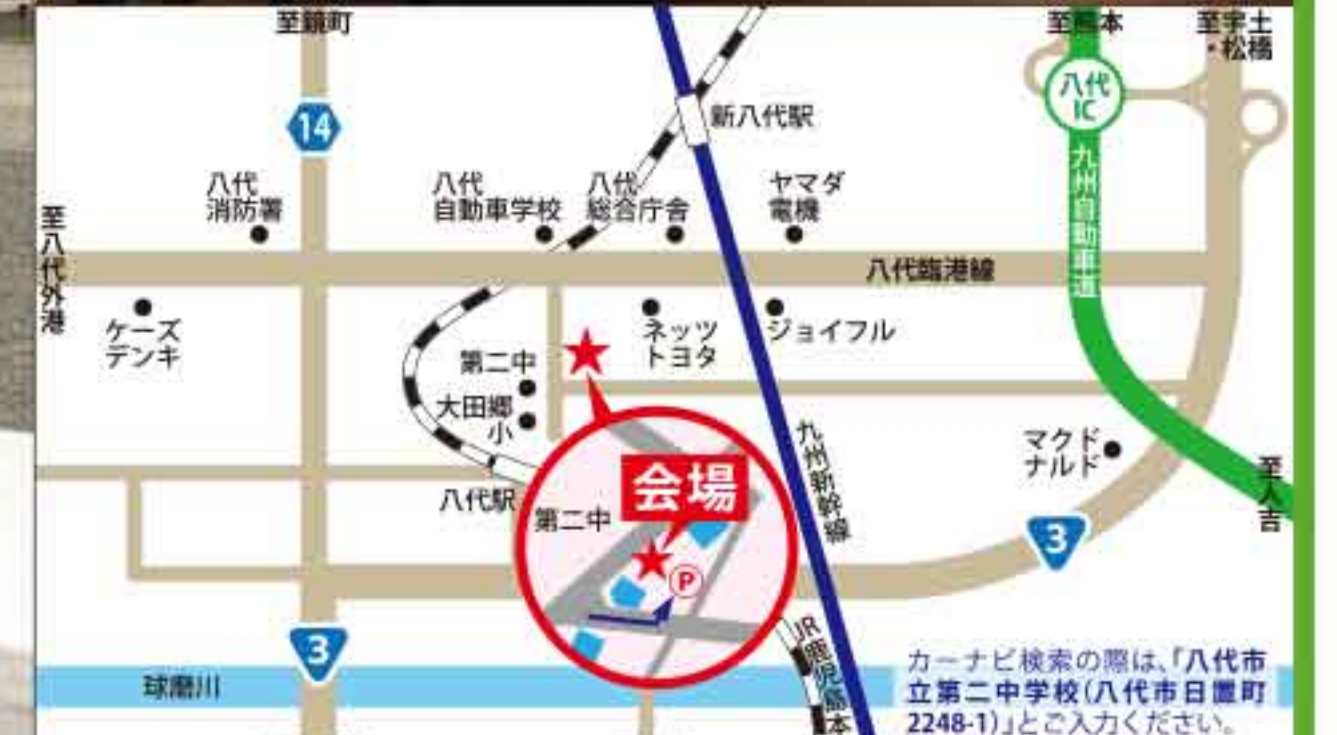 至鏡町
至熊本
至宇土
・松橋
八代
IC
14
新八代駅
九州自動車道
八代
消防署
八代
自動車学校
八代
総合庁舎
ヤマダ
電機
至八代外港
八代臨港線
ケーズ
デンキ
ネッツ
トヨタ
ジョイフル
第二中
大田郷
小
九州新幹線
マクド
ナルド
至人吉
八代駅
会場
第二中
P
3
3
JR鹿児島本
球磨川
カーナビ検索の際は、「八代市
立第二中学校(八代市日置町
2248-1)」とご入力ください。